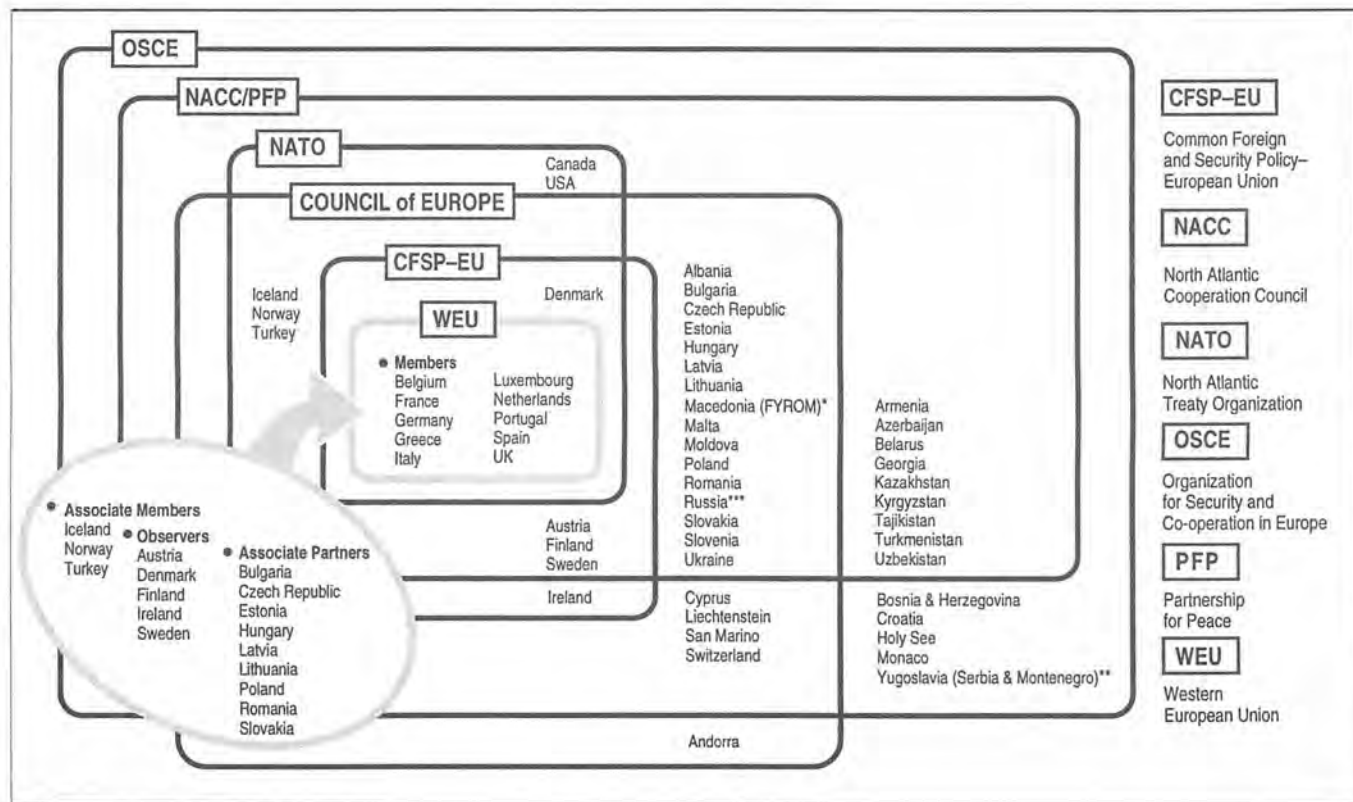 OSCE
NACC/PFP
NATO
Canada
USA
COUNCIL of EUROPE
CFSP–EU
Iceland
Norway
Turkey
Denmark
WEU
• Members
Belgium
France
Germany
Greece
Italy
Luxembourg
Netherlands
Portugal
Spain
UK
Albania
Bulgaria
Czech Republic
Estonia
Hungary
Latvia
Lithuania
Macedonia (FYROM)*
Malta
Moldova
Poland
Romania
Russia***
Slovakia
Slovenia
Ukraine
Armenia
Azerbaijan
Belarus
Georgia
Kazakhstan
Kyrgyzstan
Tajikistan
Turkmenistan
Uzbekistan
Austria
Finland
Sweden
Ireland
Cyprus
Liechtenstein
San Marino
Switzerland
Bosnia & Herzegovina
Croatia
Holy See
Monaco
Yugoslavia (Serbia & Montenegro)**
Andorra
• Associate Members
Iceland
Norway
Turkey
• Observers
Austria
Denmark
Finland
Ireland
Sweden
• Associate Partners
Bulgaria
Czech Republic
Estonia
Hungary
Latvia
Lithuania
Poland
Romania
Slovakia
CFSP–EU
Common Foreign
and Security Policy–
European Union
NACC
North Atlantic
Cooperation Council
NATO
North Atlantic
Treaty Organization
OSCE
Organization
for Security and
Co-operation in Europe
PFP
Partnership
for Peace
WEU
Western
European Union